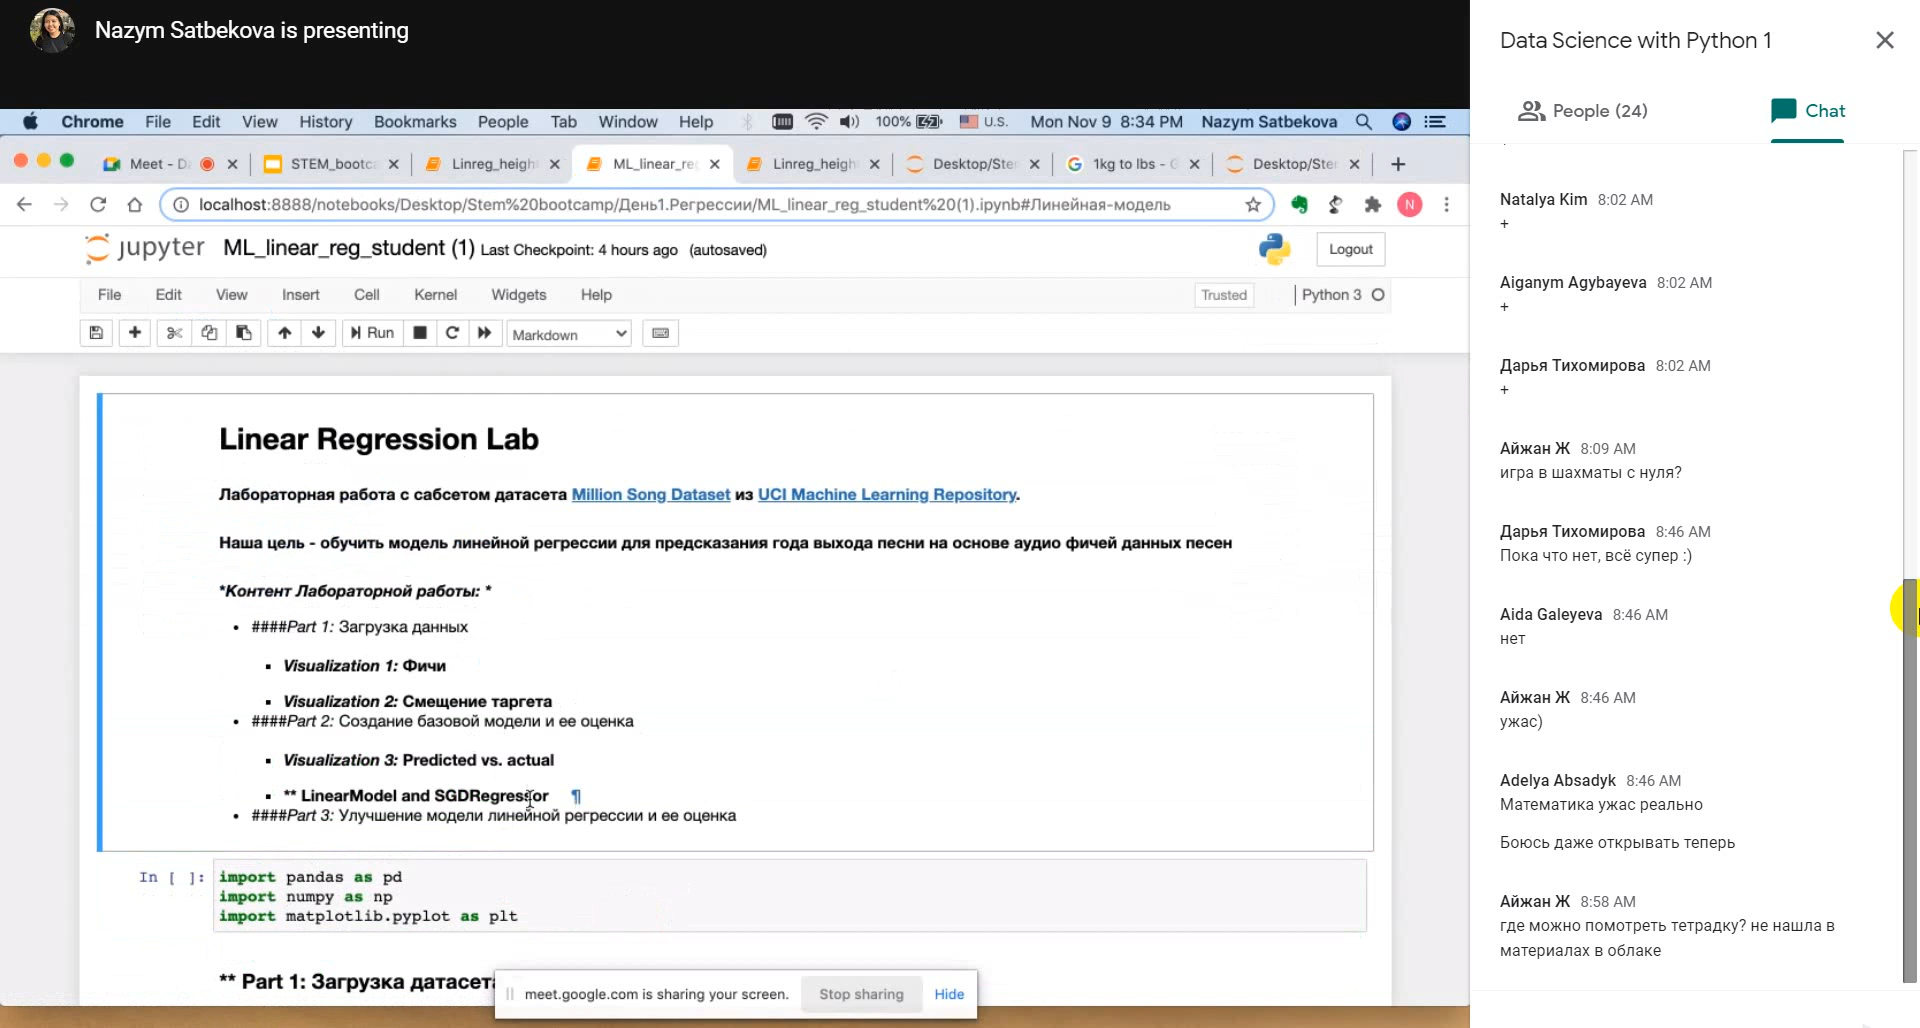 Nazym Satbekova is presenting
Chrome File Edit View History Bookmarks People Tab Window Help 100% U.S. Mon Nov 9 8:34 PM Nazym Satbekova
Meet - D STEM_bootc Linreg_heigh ML_linear_re Linreg_heigh Desktop/Ste 1kg to lbs - G Desktop/Ste
localhost:8888/notebooks/Desktop/Stem%20bootcamp/День1.Регрессии/ML_linear_reg_student%20(1).ipynb#Линейная-модель N
jupyter ML_linear_reg_student (1) Last Checkpoint: 4 hours ago (autosaved) Logout
File Edit View Insert Cell Kernel Widgets Help Trusted Python 3
Run Markdown
Linear Regression Lab
Лабораторная работа с сабсетом датасета Million Song Dataset из UCI Machine Learning Repository.
Наша цель - обучить модель линейной регрессии для предсказания года выхода песни на основе аудио фичей данных песен
*Контент Лабораторной работы: *
####Part 1: Загрузка данных
Visualization 1: Фичи
Visualization 2: Смещение таргета
####Part 2: Создание базовой модели и ее оценка
Visualization 3: Predicted vs. actual
** LinearModel and SGDRegressor ¶
####Part 3: Улучшение модели линейной регрессии и ее оценка
In [ ]: import pandas as pd
import numpy as np
import matplotlib.pyplot as plt
** Part 1: Загрузка датасета
meet.google.com is sharing your screen. Stop sharing Hide
Data Science with Python 1
People (24) Chat
Natalya Kim 8:02 AM
+
Aiganym Agybayeva 8:02 AM
+
Дарья Тихомирова 8:02 AM
+
Айжан Ж 8:09 AM
игра в шахматы с нуля?
Дарья Тихомирова 8:46 AM
Пока что нет, всё супер :)
Aida Galeyeva 8:46 AM
нет
Айжан Ж 8:46 AM
ужас)
Adelya Absadyk 8:46 AM
Математика ужас реально
Боюсь даже открывать теперь
Айжан Ж 8:58 AM
где можно помотреть тетрадку? не нашла в
материалах в облаке